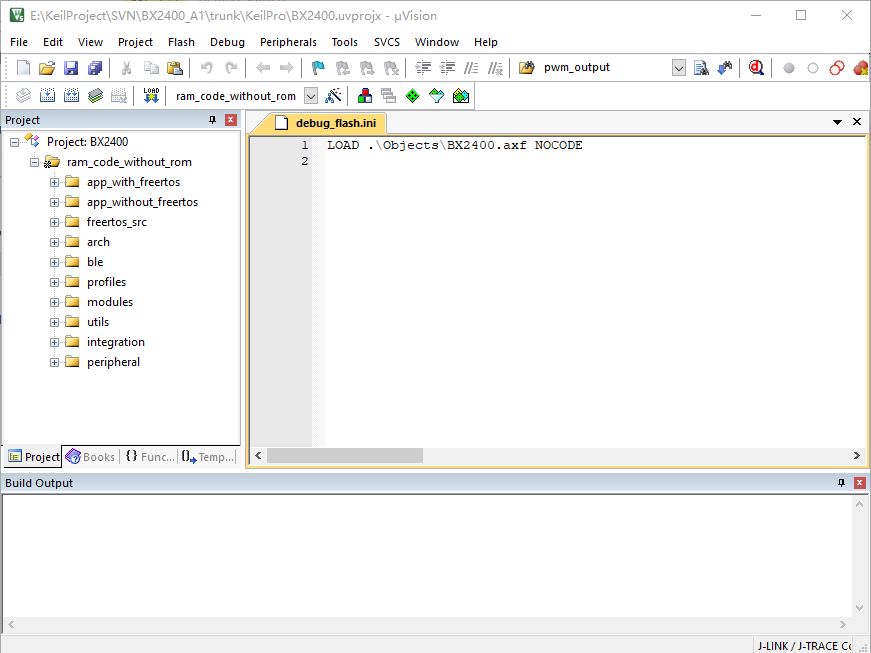 E:\KeilProject\SVN\BX2400_A1\trunk\KeilPro\BX2400.uvprojx - µVision
File Edit View Project Flash Debug Peripherals Tools SVCS Window Help
pwm_output
LOAD
ram_code_without_rom
Project
debug_flash.ini
Project: BX2400
ram_code_without_rom
app_with_freertos
app_without_freertos
freertos_src
arch
ble
profiles
modules
utils
integration
peripheral
1 LOAD .\Objects\BX2400.axf NOCODE
2
Project Books {} Func... Temp...
Build Output
J-LINK / J-TRACE Co